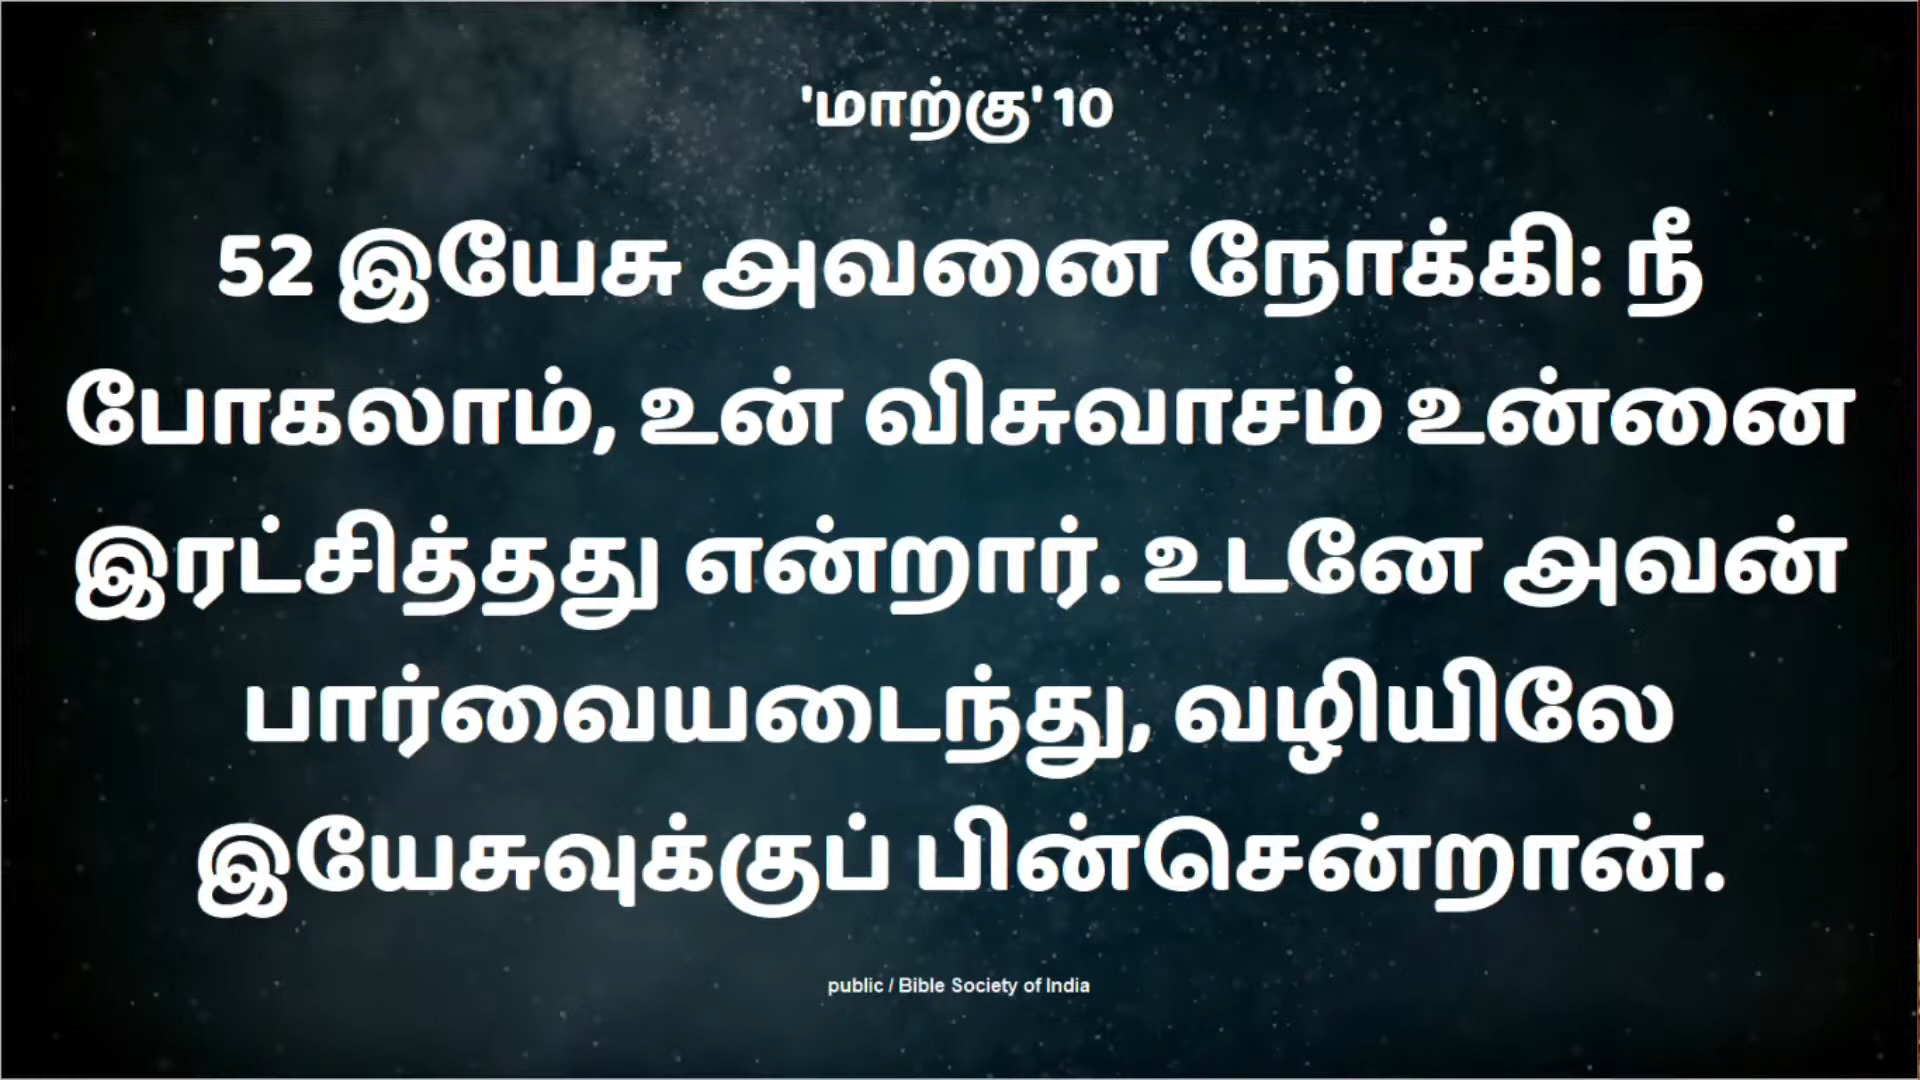 'மாற்கு' 10
52 இயேசு அவனை நோக்கி: நீ
போகலாம், உன் விசுவாசம் உன்னை
இரட்சித்தது என்றார். உடனே அவன்
பார்வையடைந்து, வழியிலே
இயேசுவுக்குப் பின்சென்றான்.
public / Bible Society of India